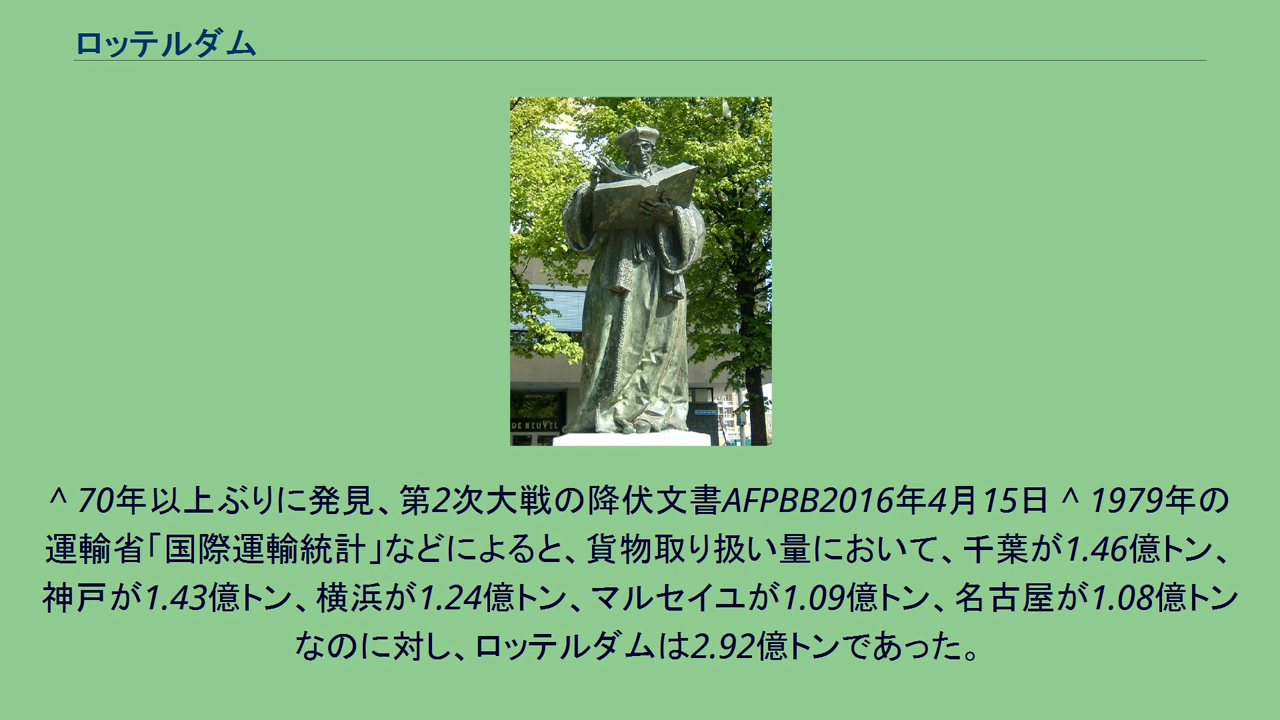 ロッテルダム
DE HEUVEL
^ 70年以上ぶりに発見、第2次大戦の降伏文書AFPBB2016年4月15日 ^ 1979年の
運輸省「国際運輸統計」などによると、貨物取り扱い量において、千葉が1.46億トン、
神戸が1.43億トン、横浜が1.24億トン、マルセイユが1.09億トン、名古屋が1.08億トン
なのに対し、ロッテルダムは2.92億トンであった。